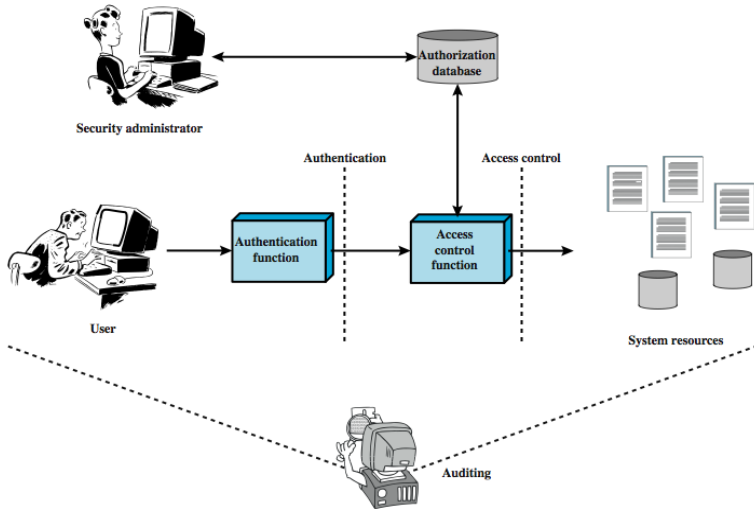 Authorization
database
Security administrator
Authentication
Access control
Authentication
function
Access
control
function
User
System resources
Auditing